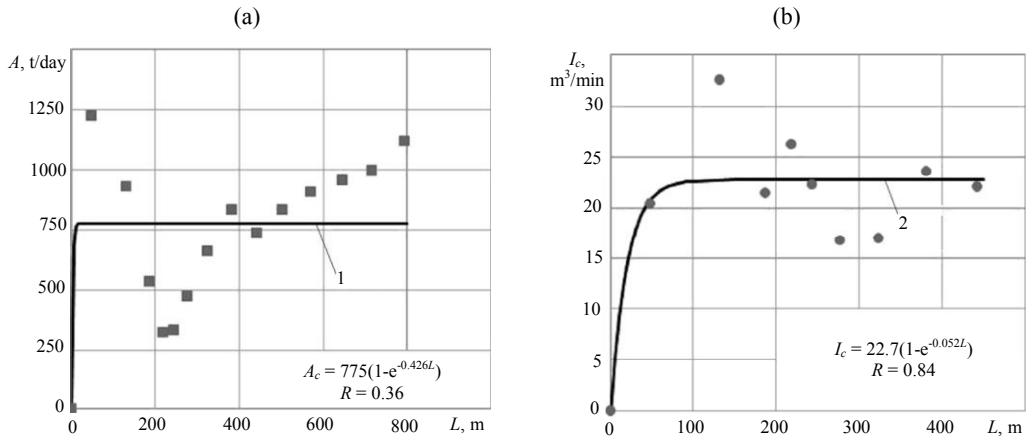 (a)
A, t/day
1250
1000
750
500
250
0
0 200 400 600 800 L, m
1
A_c = 775(1-e^{-0.426L})
R = 0.36
(b)
I_c,
m³/min
30
25
20
15
10
5
0
0 100 200 300 400 L, m
2
I_c = 22.7(1-e^{-0.052L})
R = 0.84